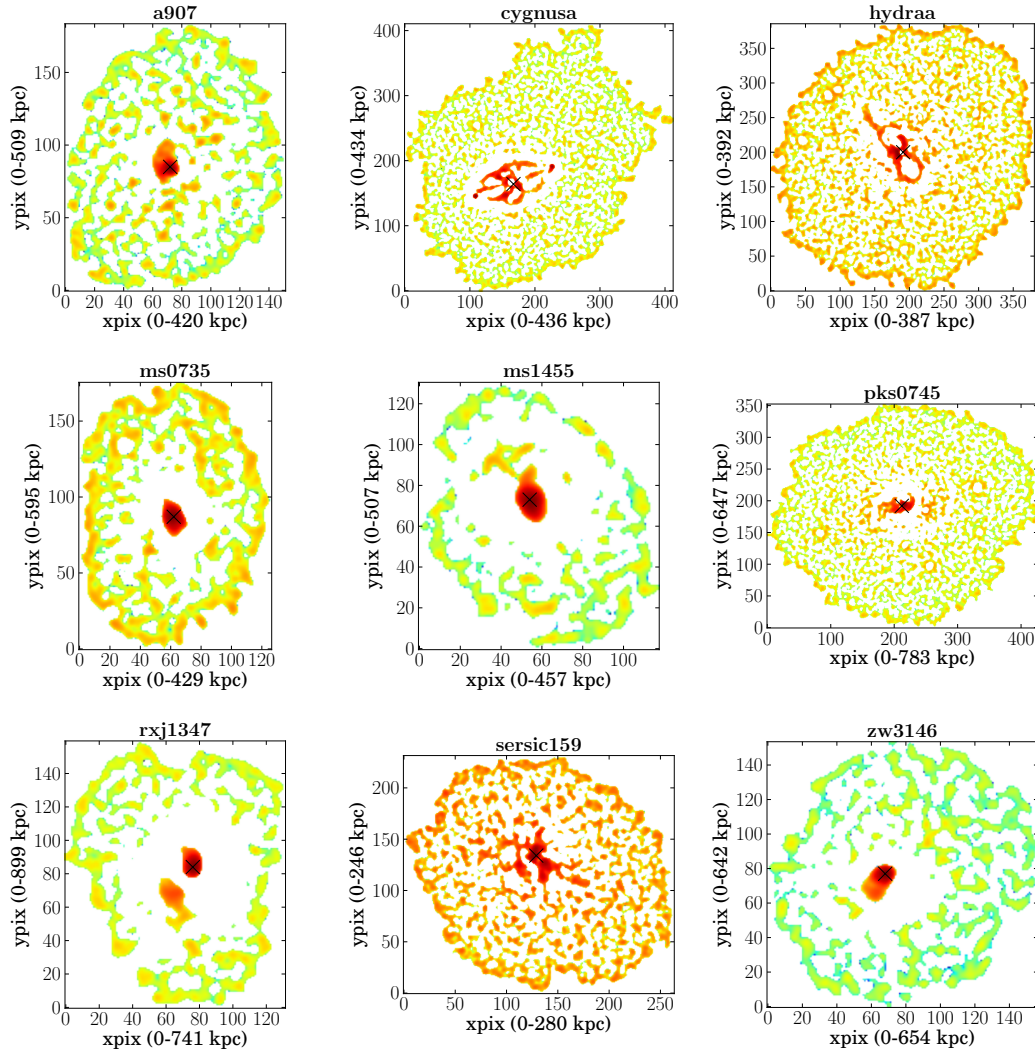 a907
cygnusa
hydraa
ypix (0-509 kpc)
150
100
50
0
0 20 40 60 80 100 120 140
xpix (0-420 kpc)
ypix (0-434 kpc)
400
300
200
100
0
100 200 300 400
xpix (0-436 kpc)
ypix (0-392 kpc)
350
300
250
200
150
100
50
0
0 50 100 150 200 250 300 350
xpix (0-387 kpc)
ms0735
ms1455
pks0745
ypix (0-595 kpc)
150
100
50
0
0 20 40 60 80 100 120
xpix (0-429 kpc)
ypix (0-507 kpc)
120
100
80
60
40
20
0
0 20 40 60 80 100
xpix (0-457 kpc)
ypix (0-647 kpc)
350
300
250
200
150
100
50
0
0 100 200 300 400
xpix (0-783 kpc)
rxj1347
sersic159
zw3146
ypix (0-899 kpc)
140
120
100
80
60
40
20
0
0 20 40 60 80 100 120
xpix (0-741 kpc)
ypix (0-246 kpc)
200
150
100
50
0
0 50 100 150 200 250
xpix (0-280 kpc)
ypix (0-642 kpc)
140
120
100
80
60
40
20
0
0 20 40 60 80 100 120 140
xpix (0-654 kpc)